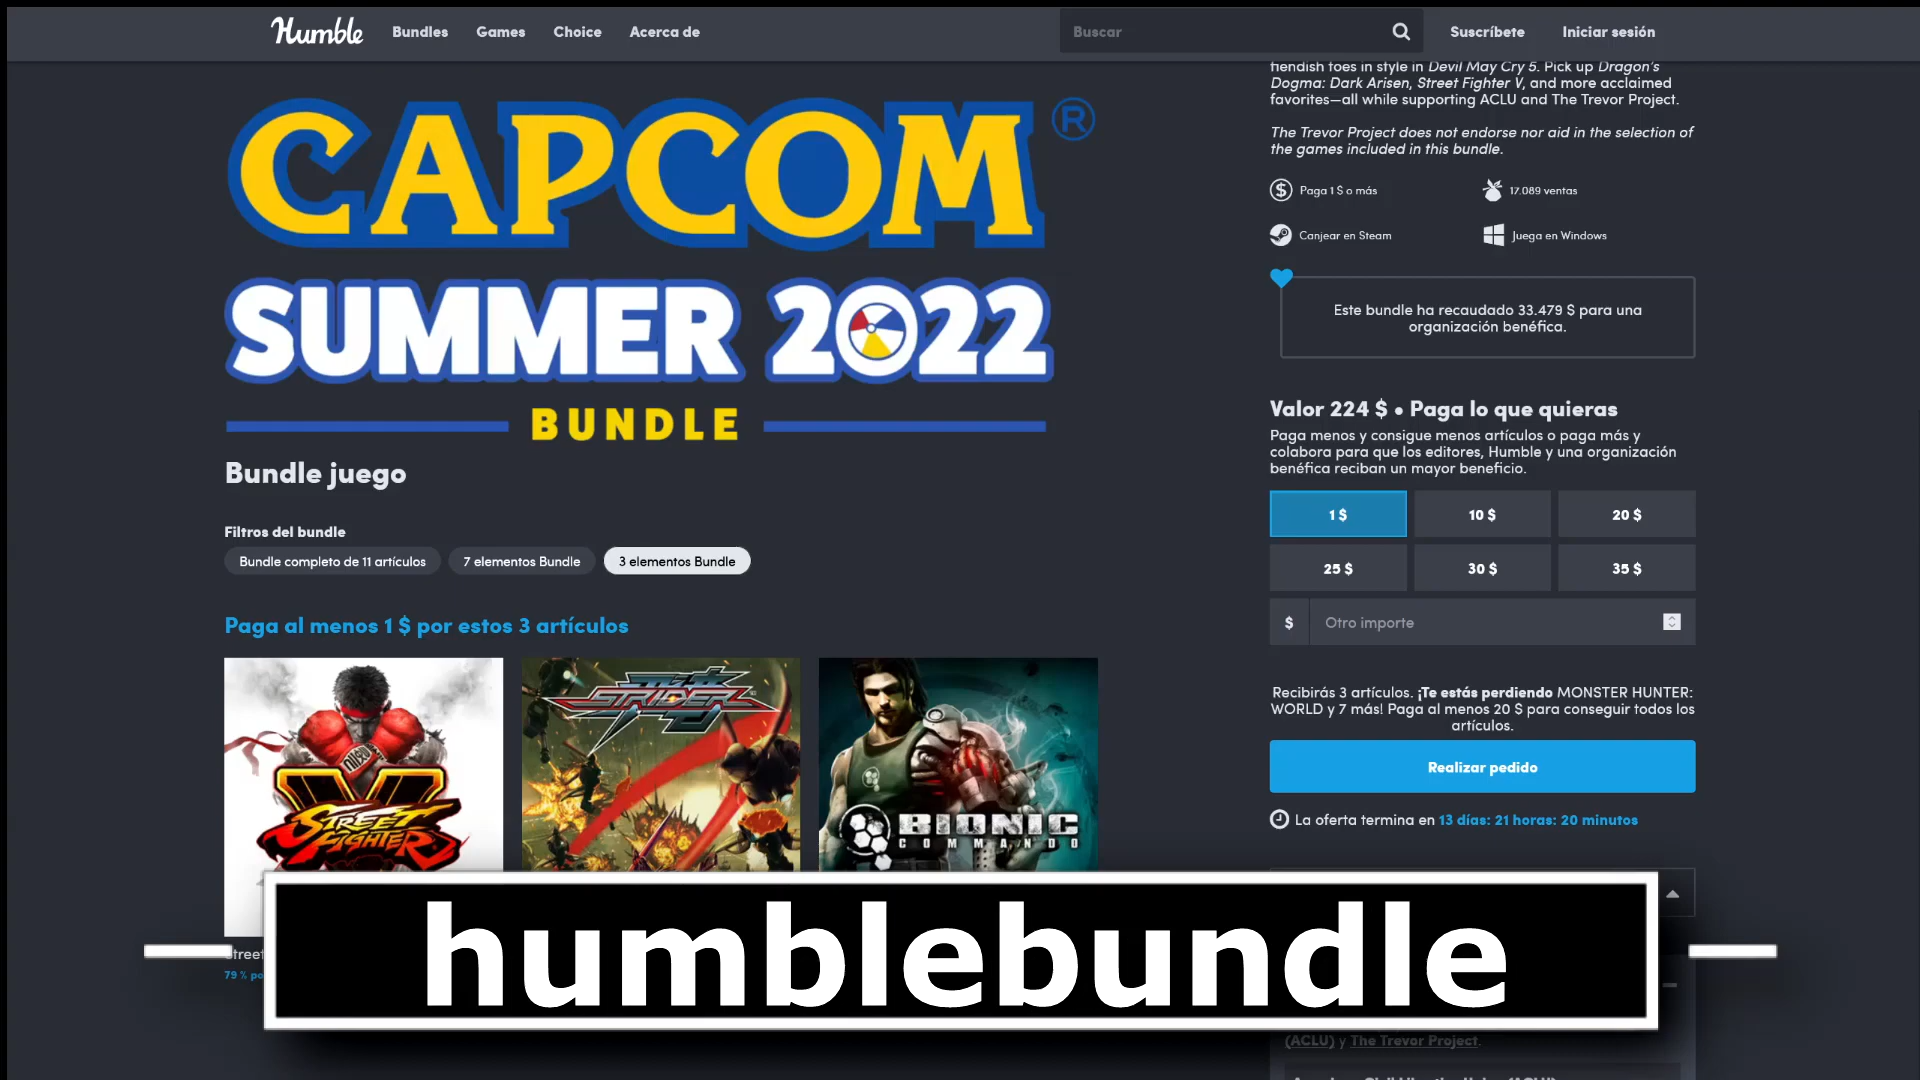 Humble
Bundles
Games
Choice
Acerca de
Buscar
Suscríbete
Iniciar sesión
fiendish foes in style in Devil May Cry 5. Pick up Dragon's
Dogma: Dark Arisen, Street Fighter V, and more acclaimed
favorites—all while supporting ACLU and The Trevor Project.
The Trevor Project does not endorse nor aid in the selection of
the games included in this bundle.
Paga 1 $ o más
17.089 ventas
Canjear en Steam
Juega en Windows
Este bundle ha recaudado 33.479 $ para una
organización benéfica.
CAPCOM®
SUMMER 2022
BUNDLE
Bundle juego
Filtros del bundle
Bundle completo de 11 artículos
7 elementos Bundle
3 elementos Bundle
Paga al menos 1 $ por estos 3 artículos
STREET
FIGHTER
V
STRIDER
BIONIC
COMMANDO
Valor 224 $ • Paga lo que quieras
Paga menos y consigue menos artículos o paga más y
colabora para que los editores, Humble y una organización
benéfica reciban un mayor beneficio.
1 $
10 $
20 $
25 $
30 $
35 $
$
Otro importe
Recibirás 3 artículos. ¡Te estás perdiendo MONSTER HUNTER:
WORLD y 7 más! Paga al menos 20 $ para conseguir todos los
artículos.
Realizar pedido
La oferta termina en 13 días: 21 horas: 20 minutos
79 %
humblebundle
(ACLU) y The Trevor Project.